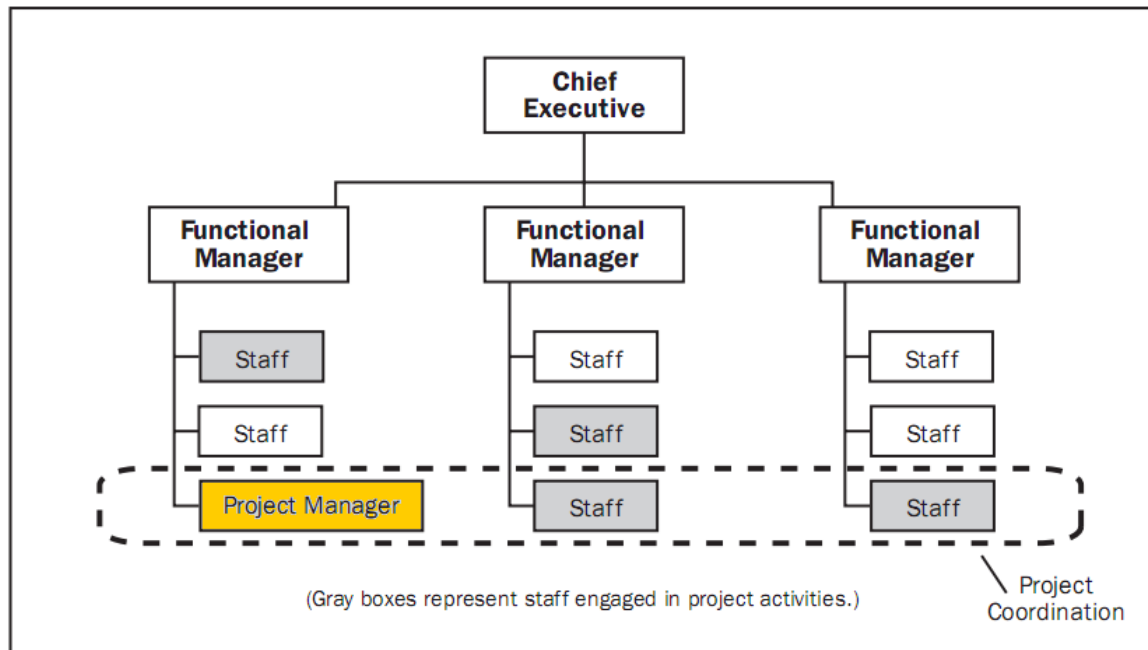 Chief
Executive
Functional
Manager
Functional
Manager
Functional
Manager
Staff
Staff
Staff
Staff
Staff
Staff
Project Manager
Staff
Staff
(Gray boxes represent staff engaged in project activities.)
Project
Coordination